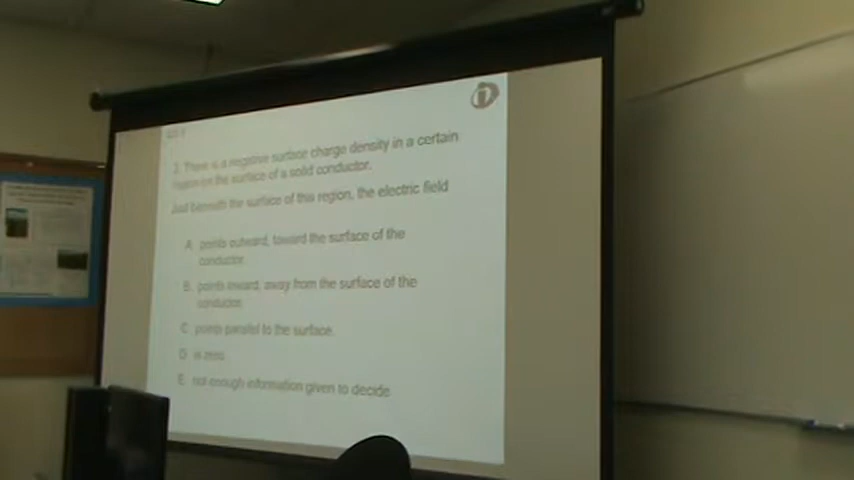 There is a negative surface charge density in a certain
region on the surface of a solid conductor.
Just beneath the surface of this region, the electric field
A. points outward, toward the surface of the
conductor.
B. points inward, away from the surface of the
conductor.
C. points parallel to the surface.
D. is zero.
E. not enough information given to decide